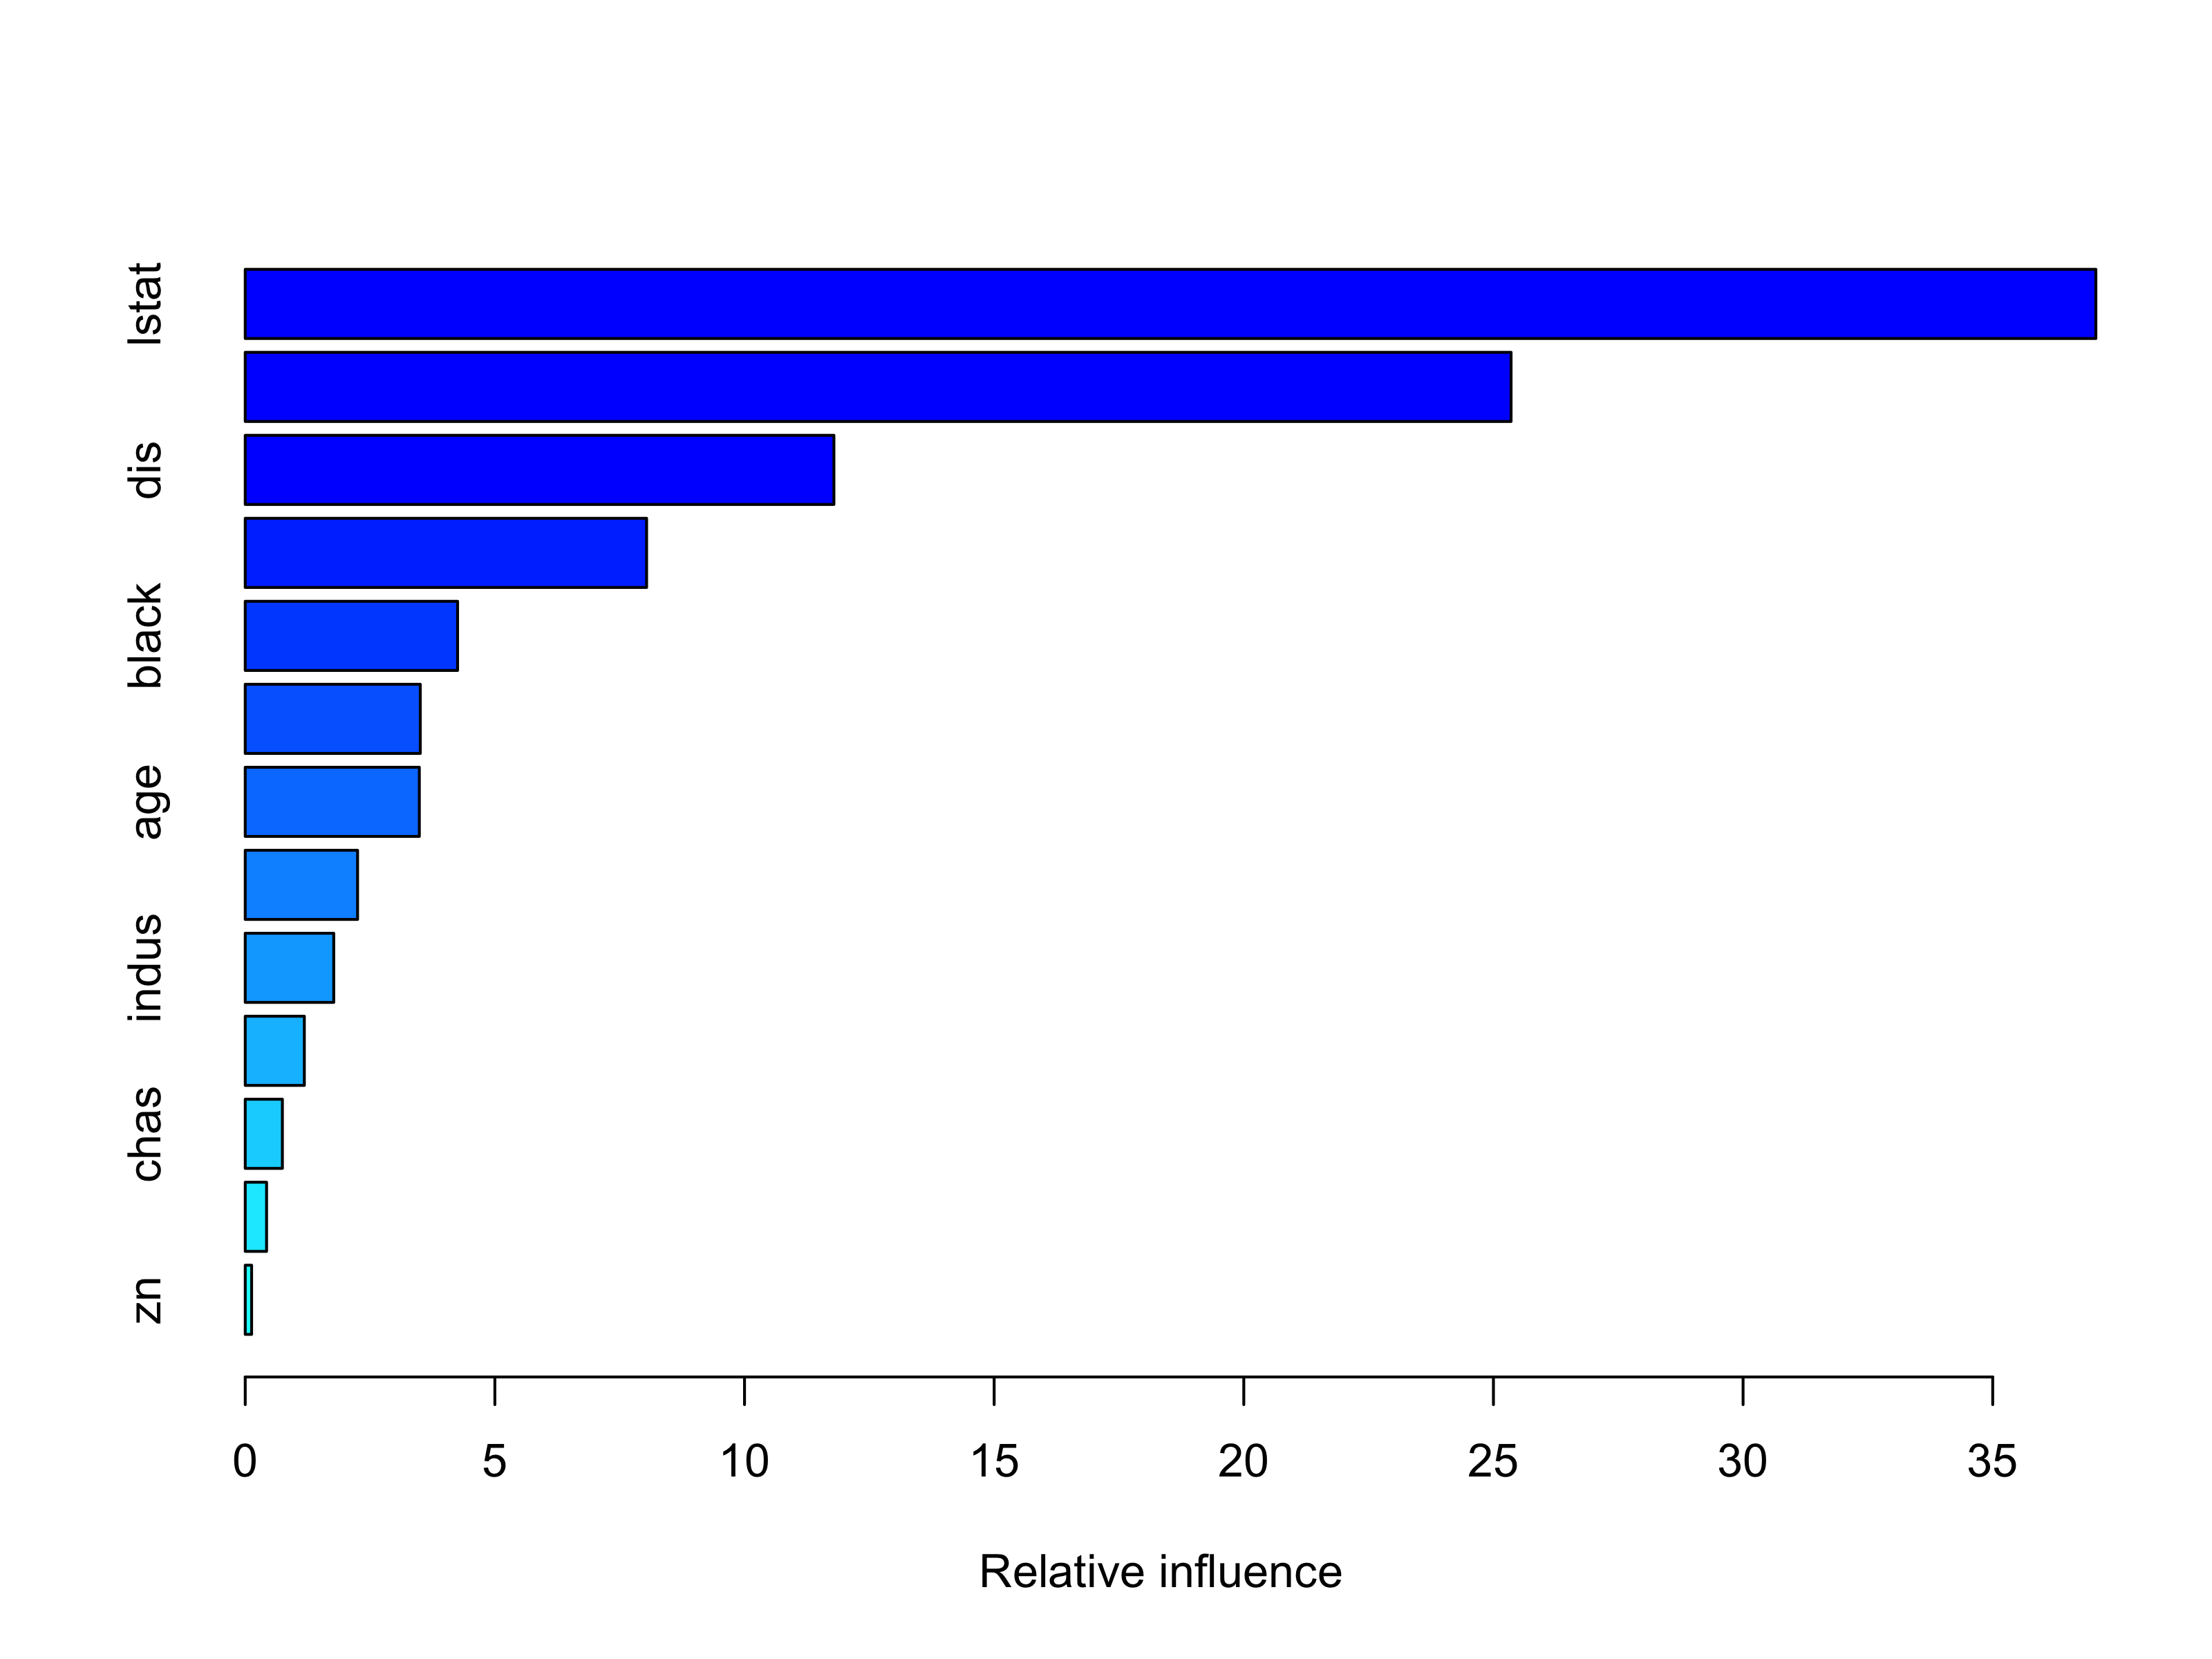 lstat
dis
black
age
indus
chas
zn
0 5 10 15 20 25 30 35
Relative influence